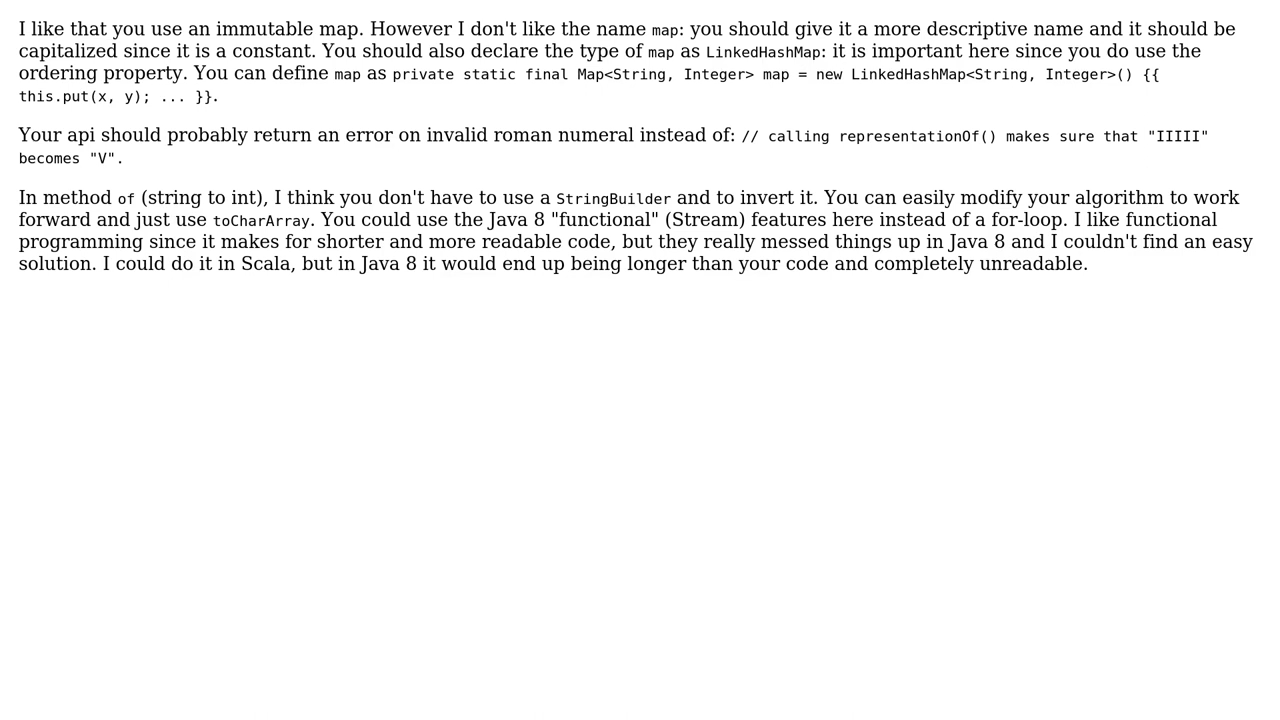 I like that you use an immutable map. However I don't like the name map: you should give it a more descriptive name and it should be
capitalized since it is a constant. You should also declare the type of map as LinkedHashMap: it is important here since you do use the
ordering property. You can define map as private static final Map<String, Integer> map = new LinkedHashMap<String, Integer>() {{
this.put(x, y); ... }}.
Your api should probably return an error on invalid roman numeral instead of: // calling representationOf() makes sure that "IIIII"
becomes "V".
In method of (string to int), I think you don't have to use a StringBuilder and to invert it. You can easily modify your algorithm to work
forward and just use toCharArray. You could use the Java 8 "functional" (Stream) features here instead of a for-loop. I like functional
programming since it makes for shorter and more readable code, but they really messed things up in Java 8 and I couldn't find an easy
solution. I could do it in Scala, but in Java 8 it would end up being longer than your code and completely unreadable.